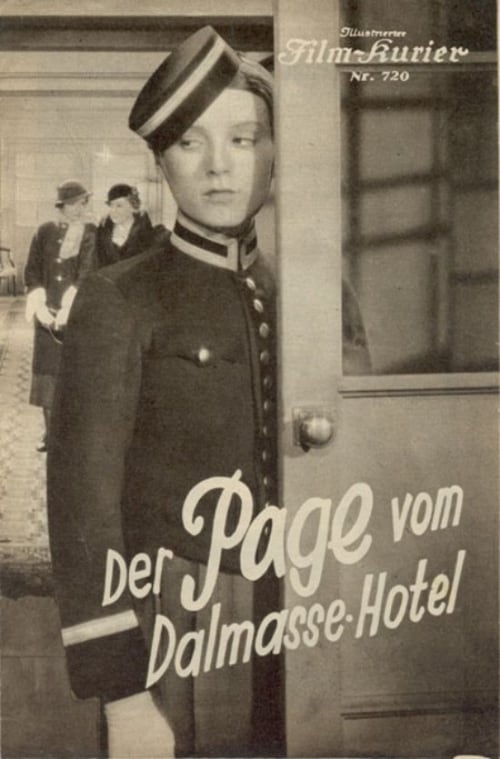 Illustrierter
Film-Kurier
Nr. 720
Der Page vom
Dalmasse-Hotel